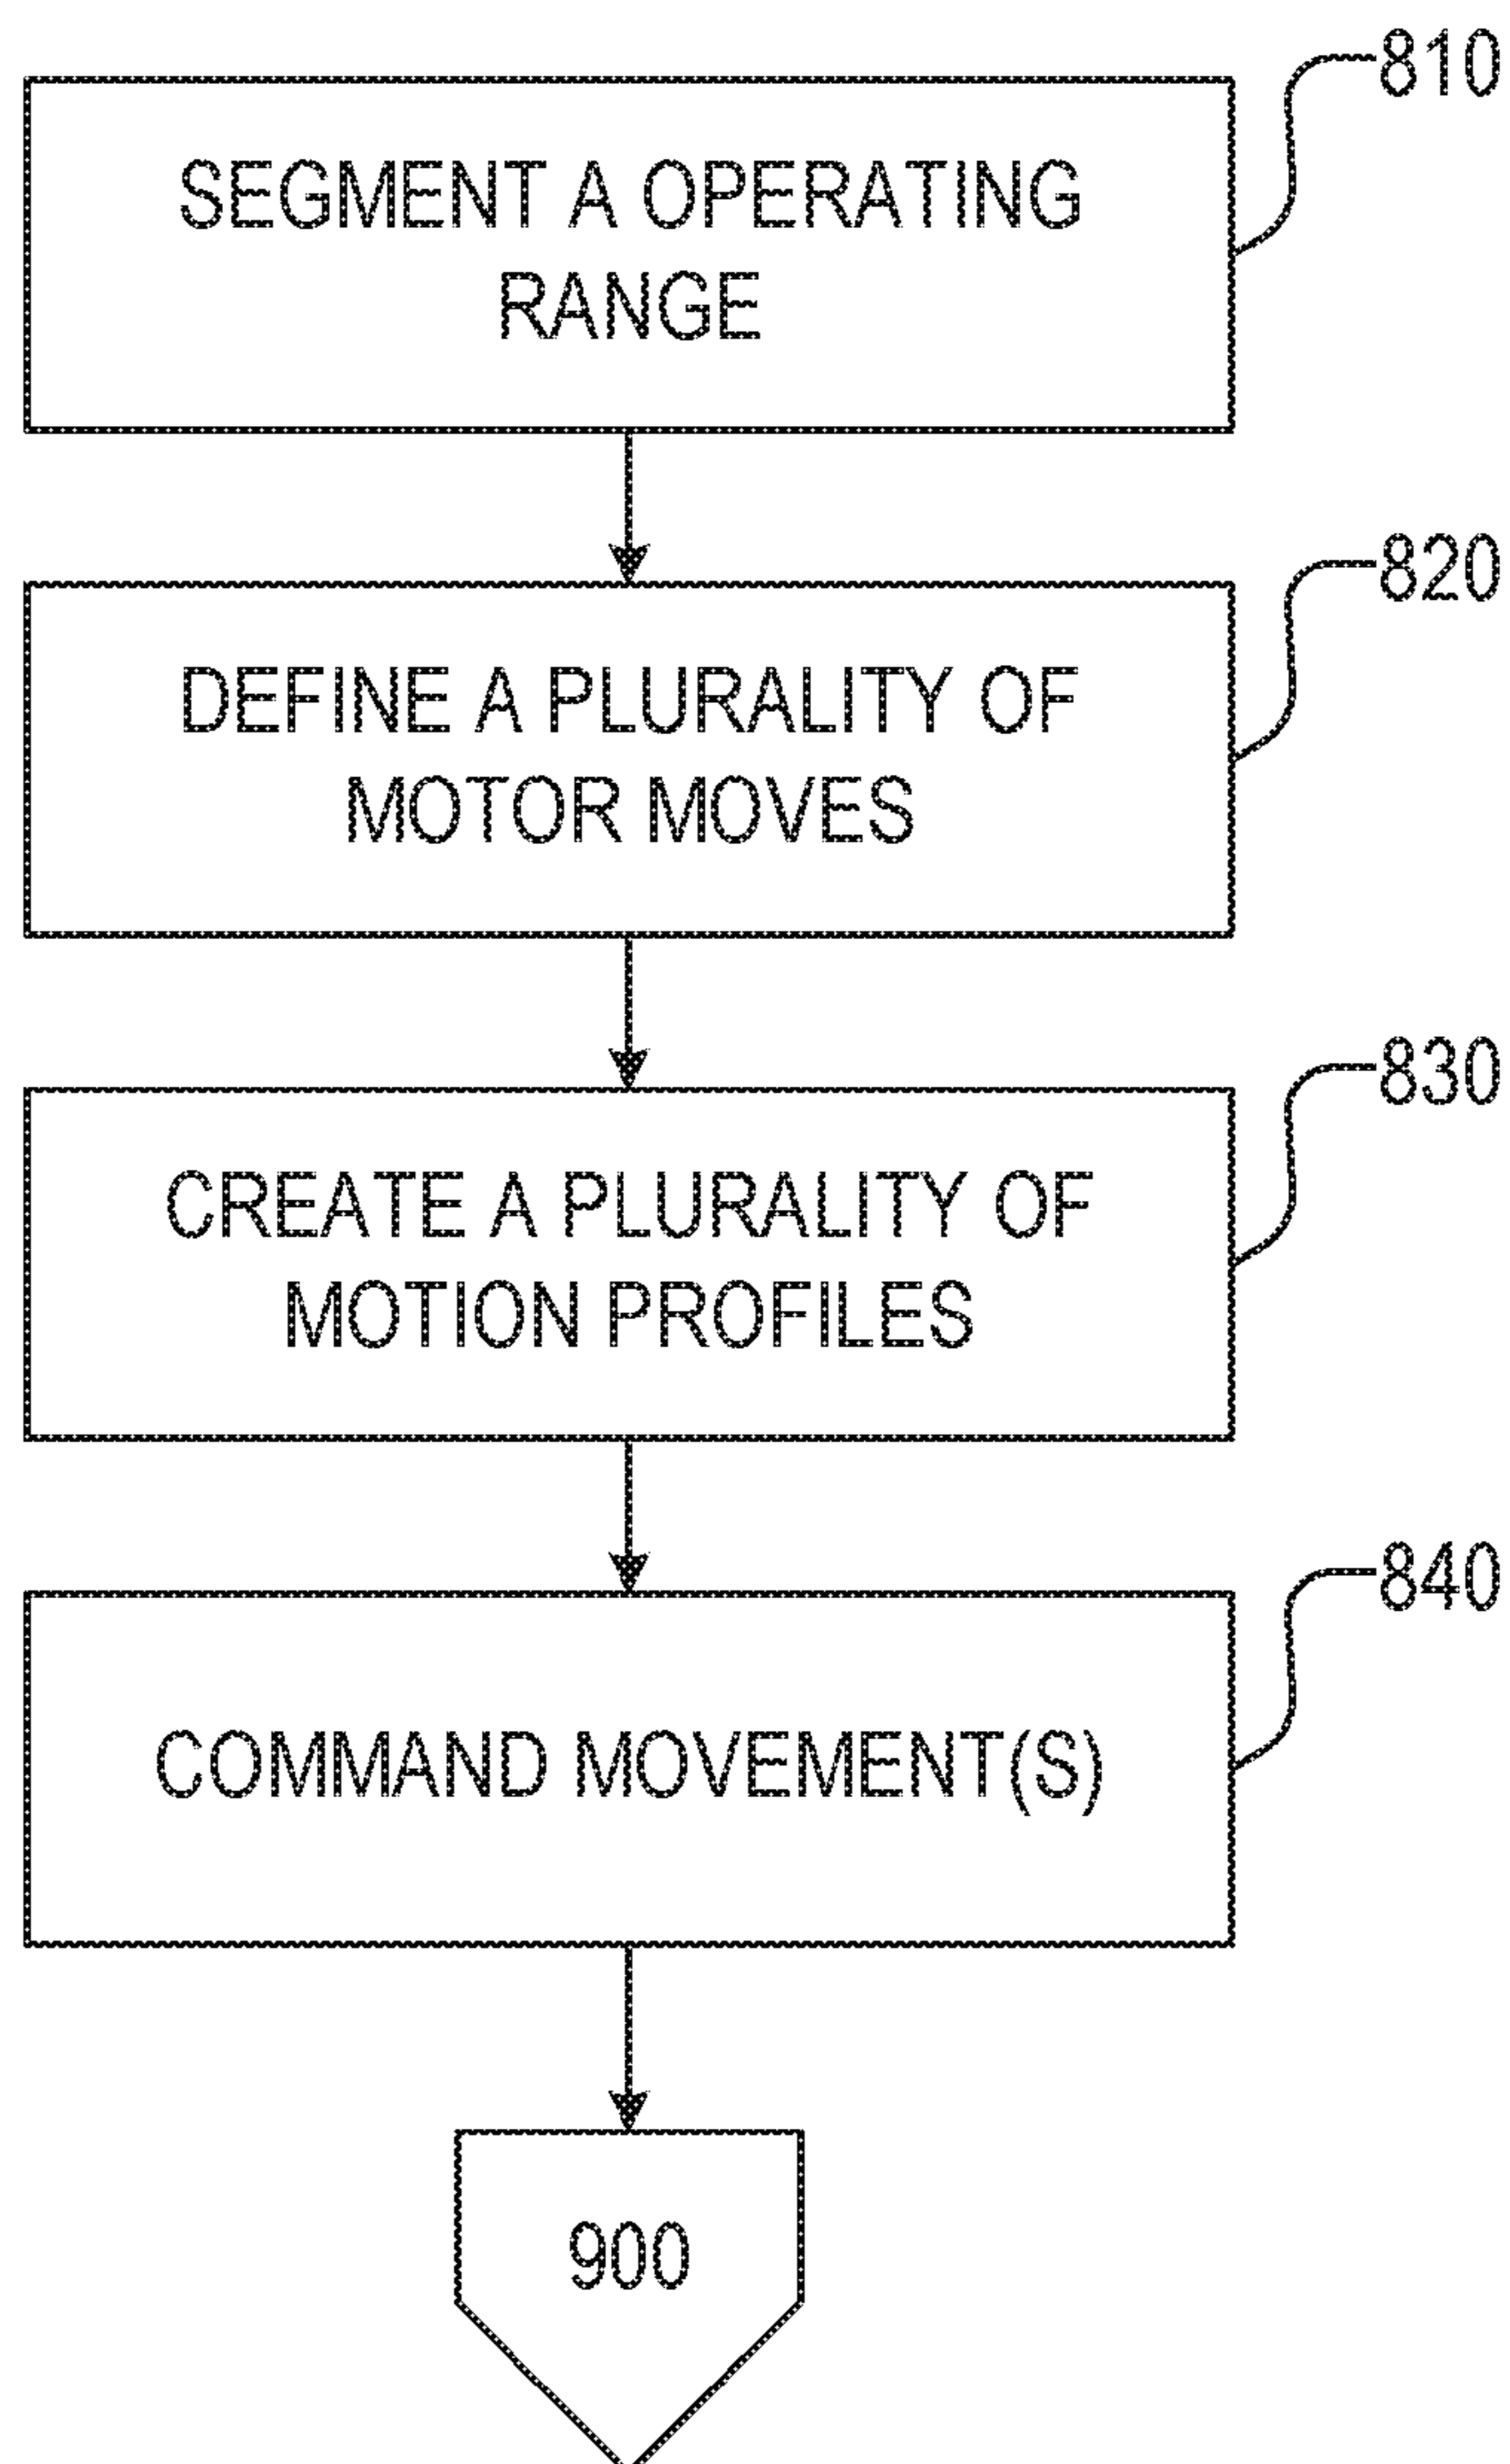 810
SEGMENT A OPERATING
RANGE
820
DEFINE A PLURALITY OF
MOTOR MOVES
830
CREATE A PLURALITY OF
MOTION PROFILES
840
COMMAND MOVEMENT(S)
900